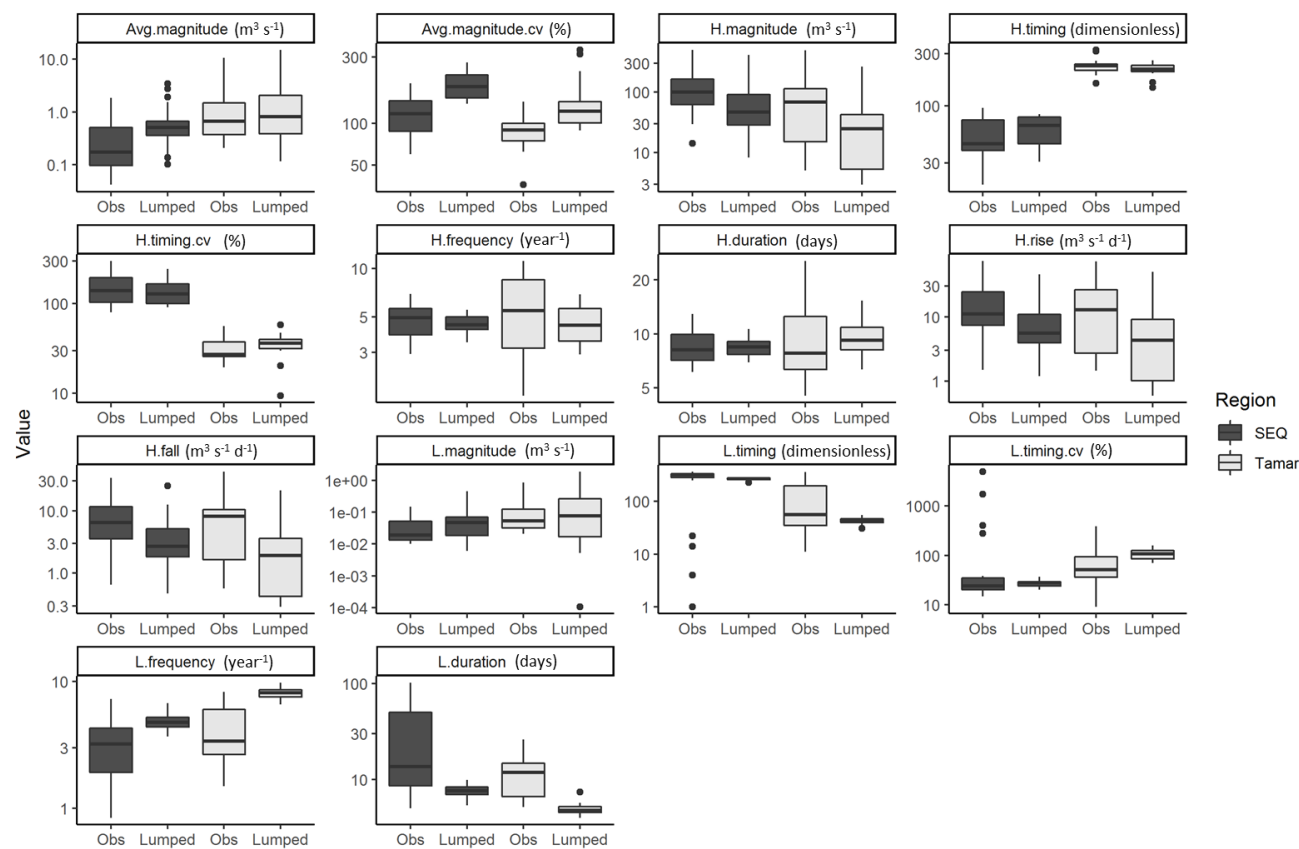 Avg.magnitude (m³ s⁻¹)
Avg.magnitude.cv (%)
H.magnitude (m³ s⁻¹)
H.timing (dimensionless)
10.0
1.0
0.1
300
100
50
300
100
30
10
3
300
100
30
Obs Lumped Obs Lumped
Obs Lumped Obs Lumped
Obs Lumped Obs Lumped
Obs Lumped Obs Lumped
H.timing.cv (%)
H.frequency (year⁻¹)
H.duration (days)
H.rise (m³ s⁻¹ d⁻¹)
300
100
30
10
10
5
3
20
10
5
30
10
3
1
Obs Lumped Obs Lumped
Obs Lumped Obs Lumped
Obs Lumped Obs Lumped
Obs Lumped Obs Lumped
Value
Region
SEQ
Tamar
H.fall (m³ s⁻¹ d⁻¹)
L.magnitude (m³ s⁻¹)
L.timing (dimensionless)
L.timing.cv (%)
30.0
10.0
3.0
1.0
0.3
1e+00
1e-01
1e-02
1e-03
1e-04
100
10
1
1000
100
10
Obs Lumped Obs Lumped
Obs Lumped Obs Lumped
Obs Lumped Obs Lumped
Obs Lumped Obs Lumped
L.frequency (year⁻¹)
L.duration (days)
10
3
1
100
30
10
Obs Lumped Obs Lumped
Obs Lumped Obs Lumped